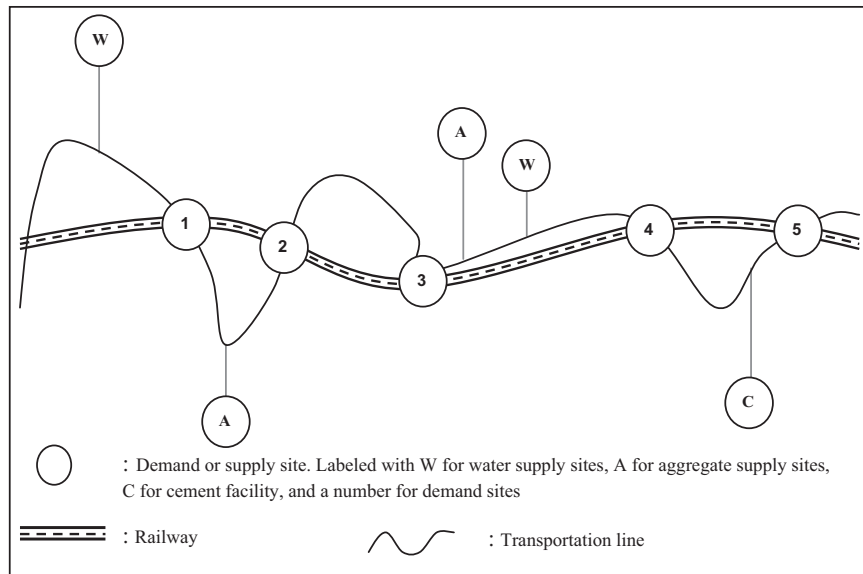 W
A
W
1
2
3
4
5
A
C
: Demand or supply site. Labeled with W for water supply sites, A for aggregate supply sites,
C for cement facility, and a number for demand sites
: Railway
: Transportation line